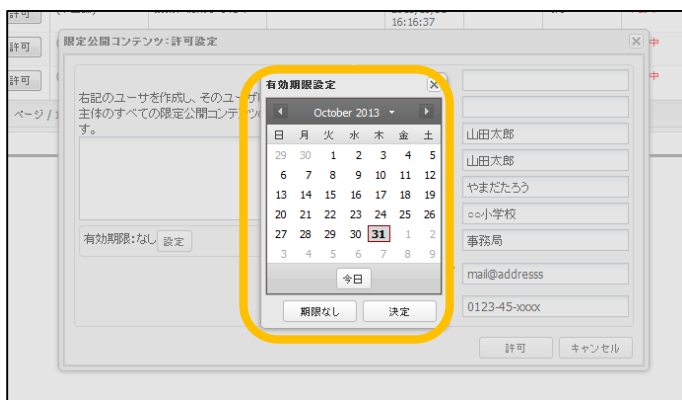 許可
16:16:37
許可
限定公開コンテンツ:許可設定
中
許可
中
ページ /
右記のユーザを作成し、そのユーザ
主体のすべての限定公開コンテンツ
す。
有効期限:なし 設定
有効期限設定
October 2013
日 月 火 水 木 金 土
29 30 1 2 3 4 5
6 7 8 9 10 11 12
13 14 15 16 17 18 19
20 21 22 23 24 25 26
27 28 29 30 31 1 2
3 4 5 6 7 8 9
今日
期限なし 決定
山田太郎
山田太郎
やまだたろう
○○小学校
事務局
mail@addresss
0123-45-xxxx
許可 キャンセル